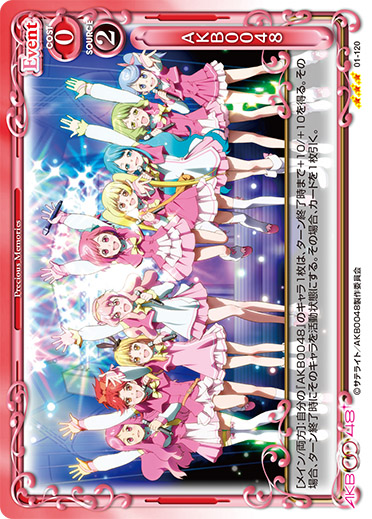 Event
COST
0
SOURCE
2
AKB0048
01-120
Precious Memories
[メイン/両方]:自分の「AKB0048」のキャラ1枚は、ターン終了時まで+10/+10を得る。その
場合、ターン終了時にそのキャラを活動状態にする。その場合、カードを1枚引く。
©サテライト/AKB0048製作委員会
AKB0048